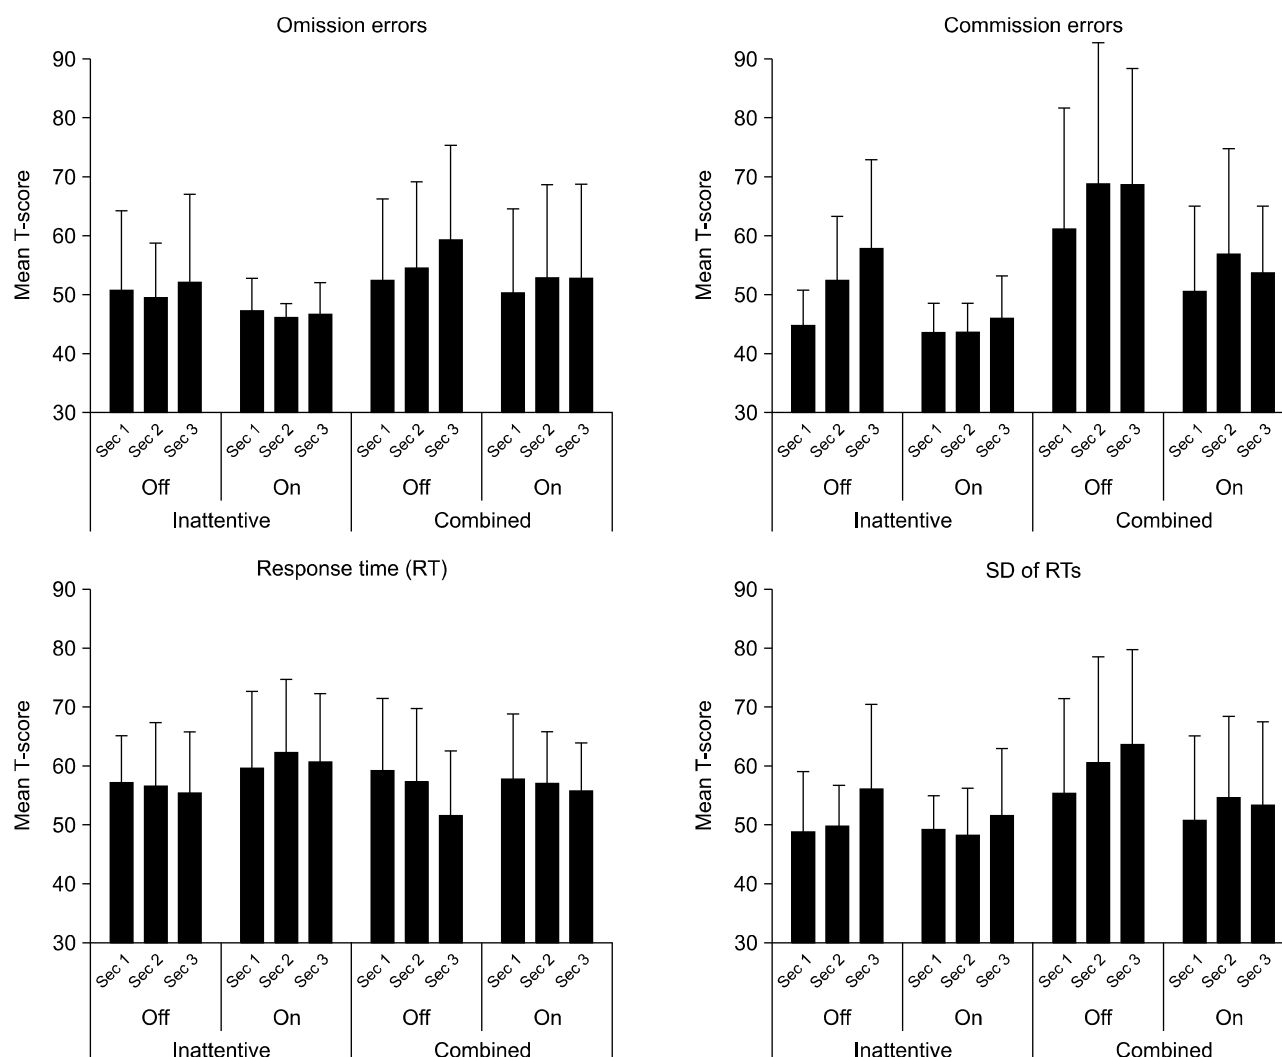 Omission errors
90
80
70
60
50
40
30
Mean T-score
Sec 1 Sec 2 Sec 3 Sec 1 Sec 2 Sec 3 Sec 1 Sec 2 Sec 3 Sec 1 Sec 2 Sec 3
Off On Off On
Inattentive Combined
Commission errors
90
80
70
60
50
40
30
Mean T-score
Sec 1 Sec 2 Sec 3 Sec 1 Sec 2 Sec 3 Sec 1 Sec 2 Sec 3 Sec 1 Sec 2 Sec 3
Off On Off On
Inattentive Combined
Response time (RT)
90
80
70
60
50
40
30
Mean T-score
Sec 1 Sec 2 Sec 3 Sec 1 Sec 2 Sec 3 Sec 1 Sec 2 Sec 3 Sec 1 Sec 2 Sec 3
Off On Off On
Inattentive Combined
SD of RTs
90
80
70
60
50
40
30
Mean T-score
Sec 1 Sec 2 Sec 3 Sec 1 Sec 2 Sec 3 Sec 1 Sec 2 Sec 3 Sec 1 Sec 2 Sec 3
Off On Off On
Inattentive Combined